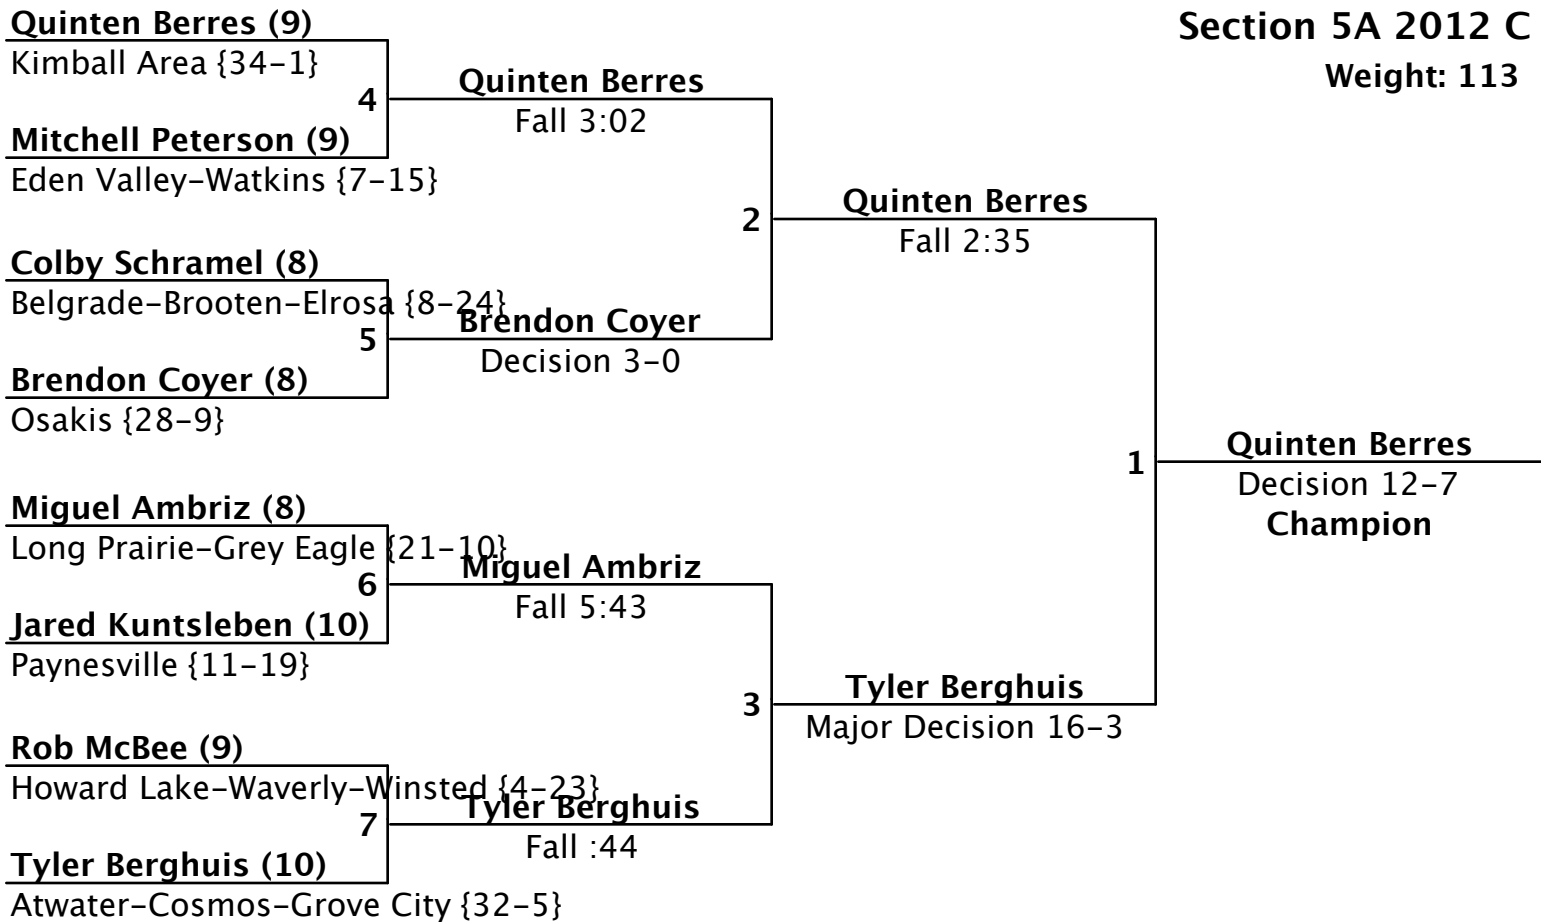 Section 5A 2012 C
Weight: 113
Quinten Berres (9)
Kimball Area {34-1}
4
Mitchell Peterson (9)
Eden Valley-Watkins {7-15}
Quinten Berres
Fall 3:02
Colby Schramel (8)
Belgrade-Brooten-Elrosa {8-24}
5
Brendon Coyer (8)
Osakis {28-9}
Brendon Coyer
Decision 3-0
2
Quinten Berres
Fall 2:35
Miguel Ambriz (8)
Long Prairie-Grey Eagle {21-10}
6
Jared Kuntsleben (10)
Paynesville {11-19}
Miguel Ambriz
Fall 5:43
Rob McBee (9)
Howard Lake-Waverly-Winsted {4-23}
7
Tyler Berghuis (10)
Atwater-Cosmos-Grove City {32-5}
Tyler Berghuis
Fall :44
3
Tyler Berghuis
Major Decision 16-3
1
Quinten Berres
Decision 12-7
Champion